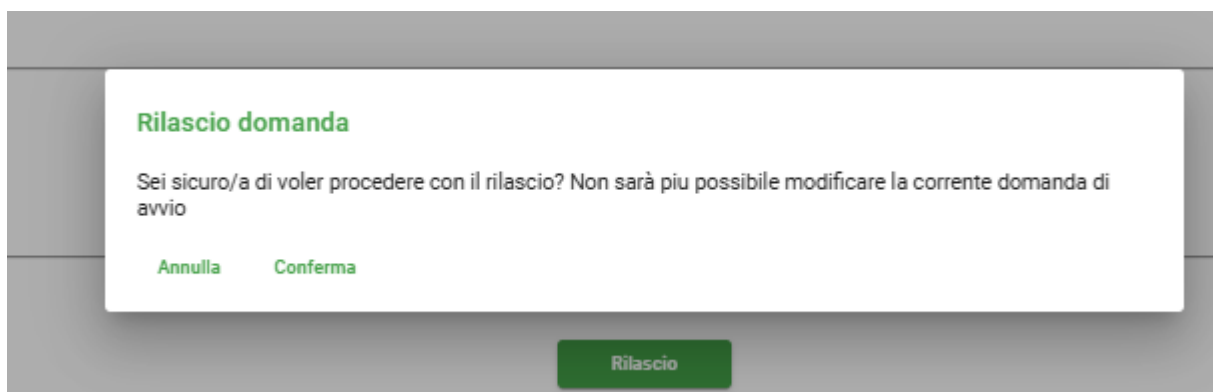 Rilascio domanda
Sei sicuro/a di voler procedere con il rilascio? Non sarà piu possibile modificare la corrente domanda di
avvio
Annulla Conferma
Rilascio